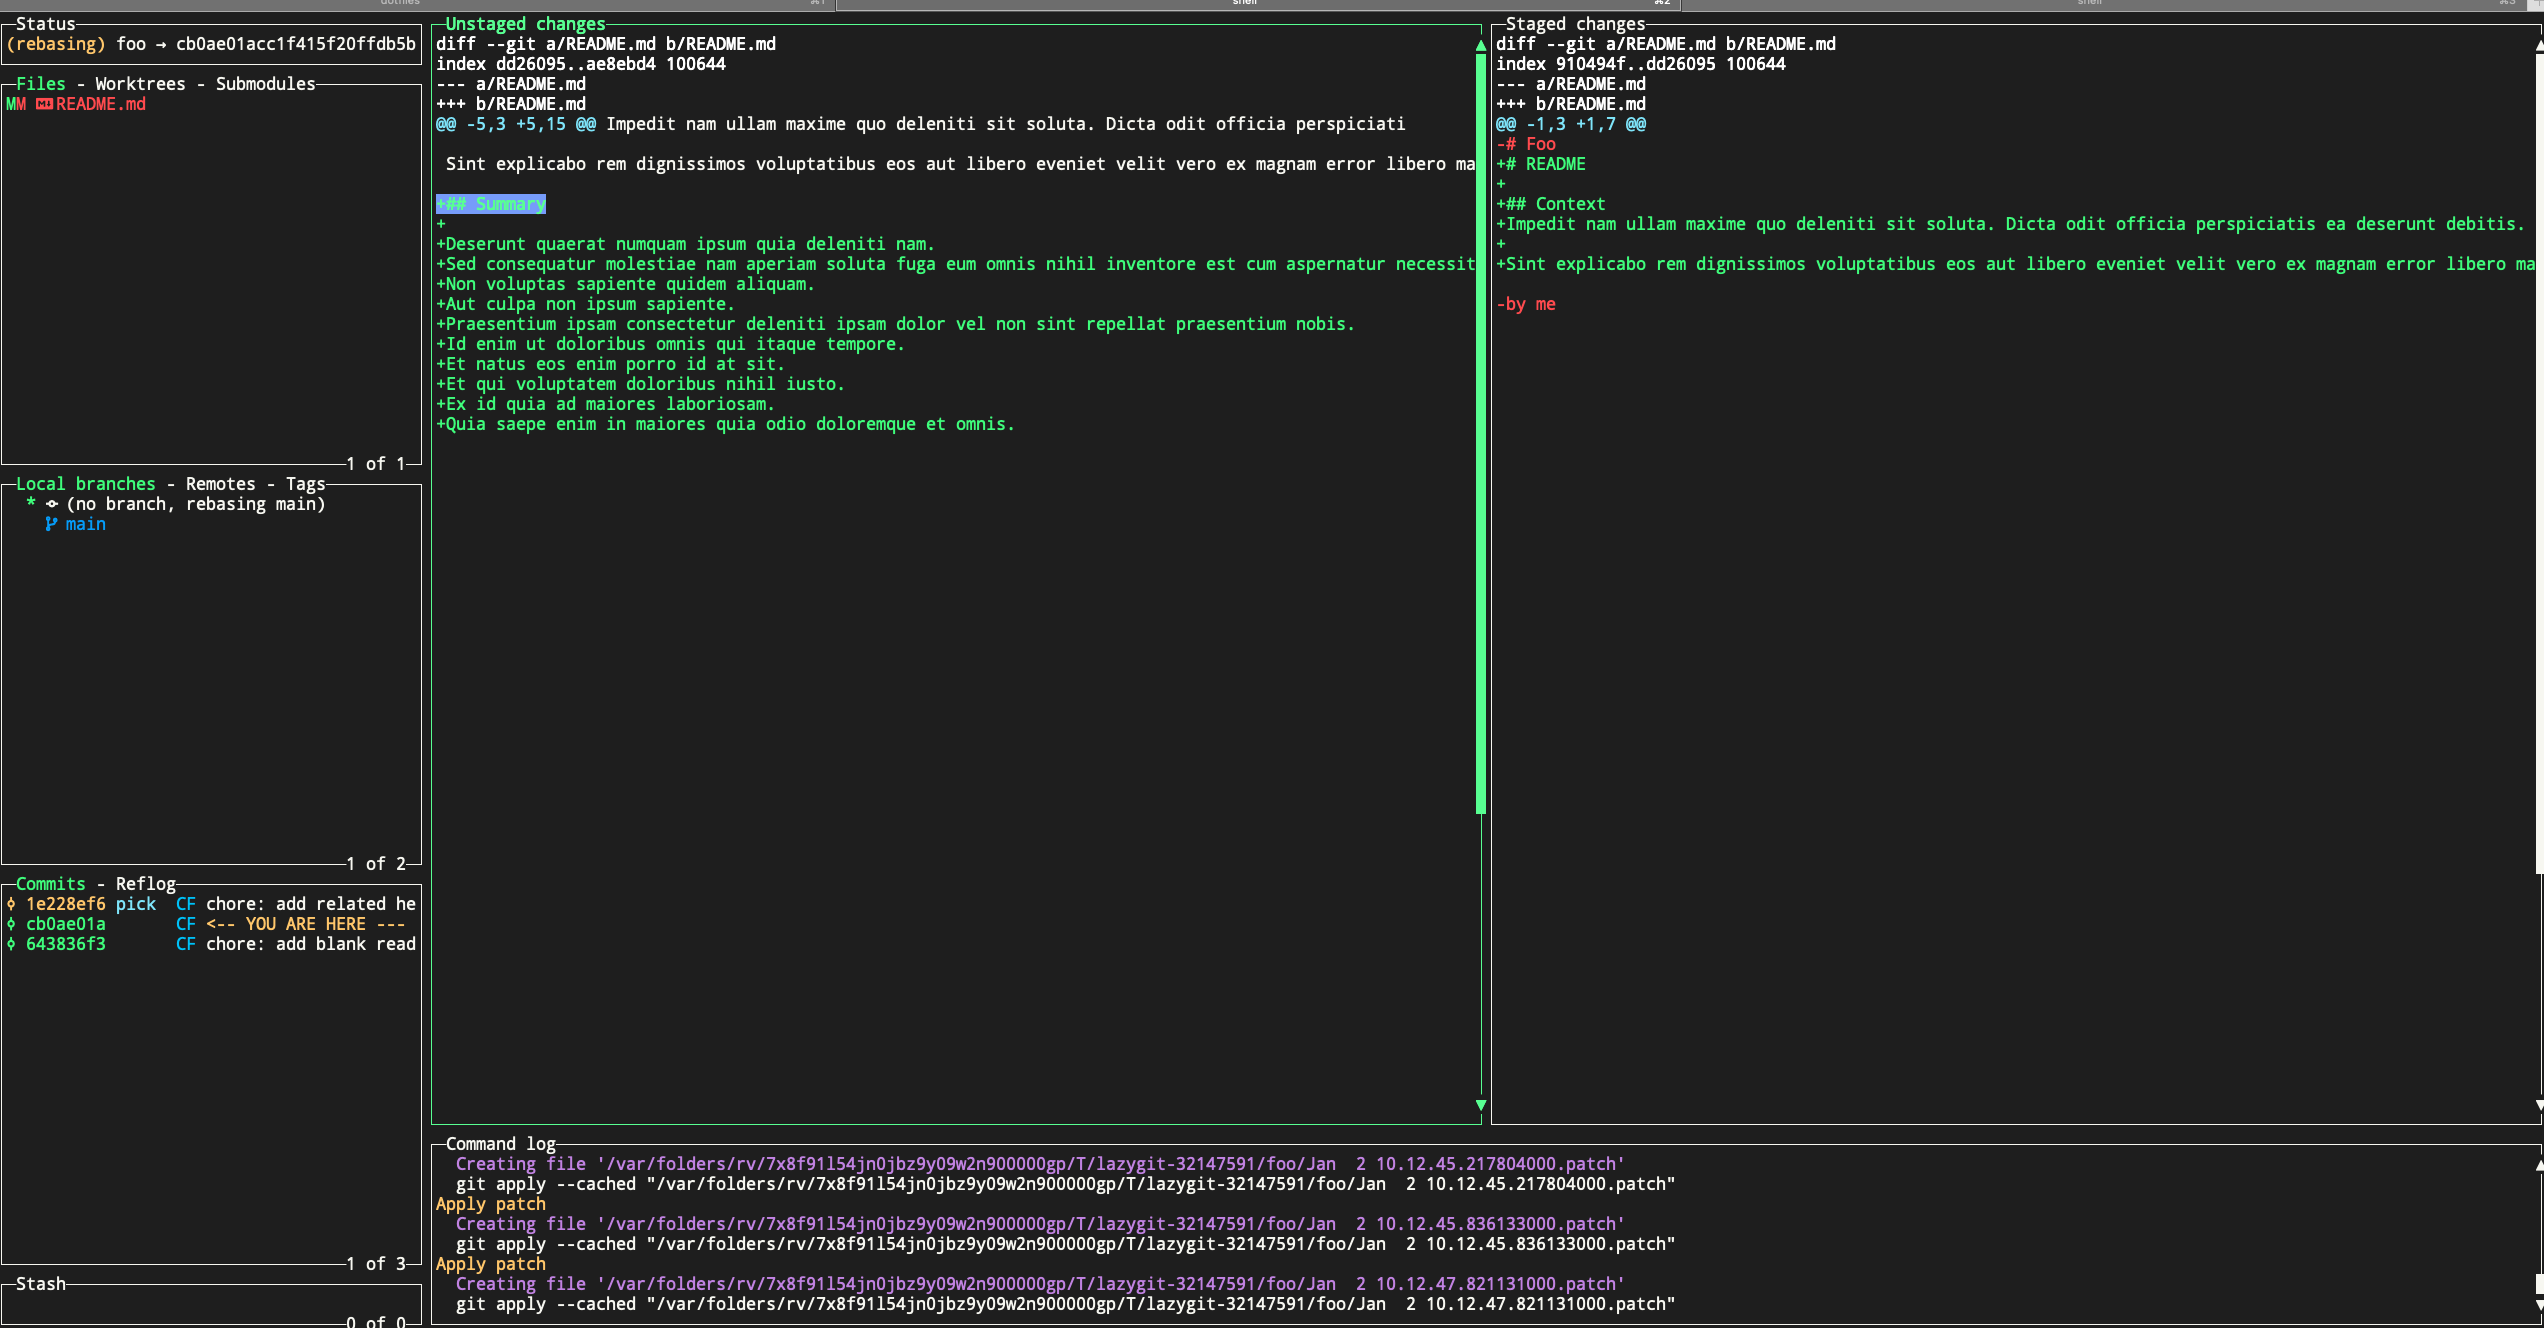 dotfiles ⌘1 shell ⌘2 shell ⌘3
Status
(rebasing) foo → cb0ae01acc1f415f20ffdb5b
Files - Worktrees - Submodules
MM README.md
1 of 1
Local branches - Remotes - Tags
* (no branch, rebasing main)
main
1 of 2
Commits - Reflog
1e228ef6 pick CF chore: add related he
cb0ae01a CF <-- YOU ARE HERE ---
643836f3 CF chore: add blank read
1 of 3
Stash
0 of 0
Unstaged changes
diff --git a/README.md b/README.md
index dd26095..ae8ebd4 100644
--- a/README.md
+++ b/README.md
@@ -5,3 +5,15 @@ Impedit nam ullam maxime quo deleniti sit soluta. Dicta odit officia perspiciati
Sint explicabo rem dignissimos voluptatibus eos aut libero eveniet velit vero ex magnam error libero ma
+## Summary
+
+Deserunt quaerat numquam ipsum quia deleniti nam.
+Sed consequatur molestiae nam aperiam soluta fuga eum omnis nihil inventore est cum aspernatur necessit
+Non voluptas sapiente quidem aliquam.
+Aut culpa non ipsum sapiente.
+Praesentium ipsam consectetur deleniti ipsam dolor vel non sint repellat praesentium nobis.
+Id enim ut doloribus omnis qui itaque tempore.
+Et natus eos enim porro id at sit.
+Et qui voluptatem doloribus nihil iusto.
+Ex id quia ad maiores laboriosam.
+Quia saepe enim in maiores quia odio doloremque et omnis.
Staged changes
diff --git a/README.md b/README.md
index 910494f..dd26095 100644
--- a/README.md
+++ b/README.md
@@ -1,3 +1,7 @@
-# Foo
+# README
+
+## Context
+Impedit nam ullam maxime quo deleniti sit soluta. Dicta odit officia perspiciatis ea deserunt debitis.
+
+Sint explicabo rem dignissimos voluptatibus eos aut libero eveniet velit vero ex magnam error libero ma
-by me
Command log
Creating file '/var/folders/rv/7x8f91l54jn0jbz9y09w2n900000gp/T/lazygit-32147591/foo/Jan  2 10.12.45.217804000.patch'
git apply --cached "/var/folders/rv/7x8f91l54jn0jbz9y09w2n900000gp/T/lazygit-32147591/foo/Jan  2 10.12.45.217804000.patch"
Apply patch
Creating file '/var/folders/rv/7x8f91l54jn0jbz9y09w2n900000gp/T/lazygit-32147591/foo/Jan  2 10.12.45.836133000.patch'
git apply --cached "/var/folders/rv/7x8f91l54jn0jbz9y09w2n900000gp/T/lazygit-32147591/foo/Jan  2 10.12.45.836133000.patch"
Apply patch
Creating file '/var/folders/rv/7x8f91l54jn0jbz9y09w2n900000gp/T/lazygit-32147591/foo/Jan  2 10.12.47.821131000.patch'
git apply --cached "/var/folders/rv/7x8f91l54jn0jbz9y09w2n900000gp/T/lazygit-32147591/foo/Jan  2 10.12.47.821131000.patch"